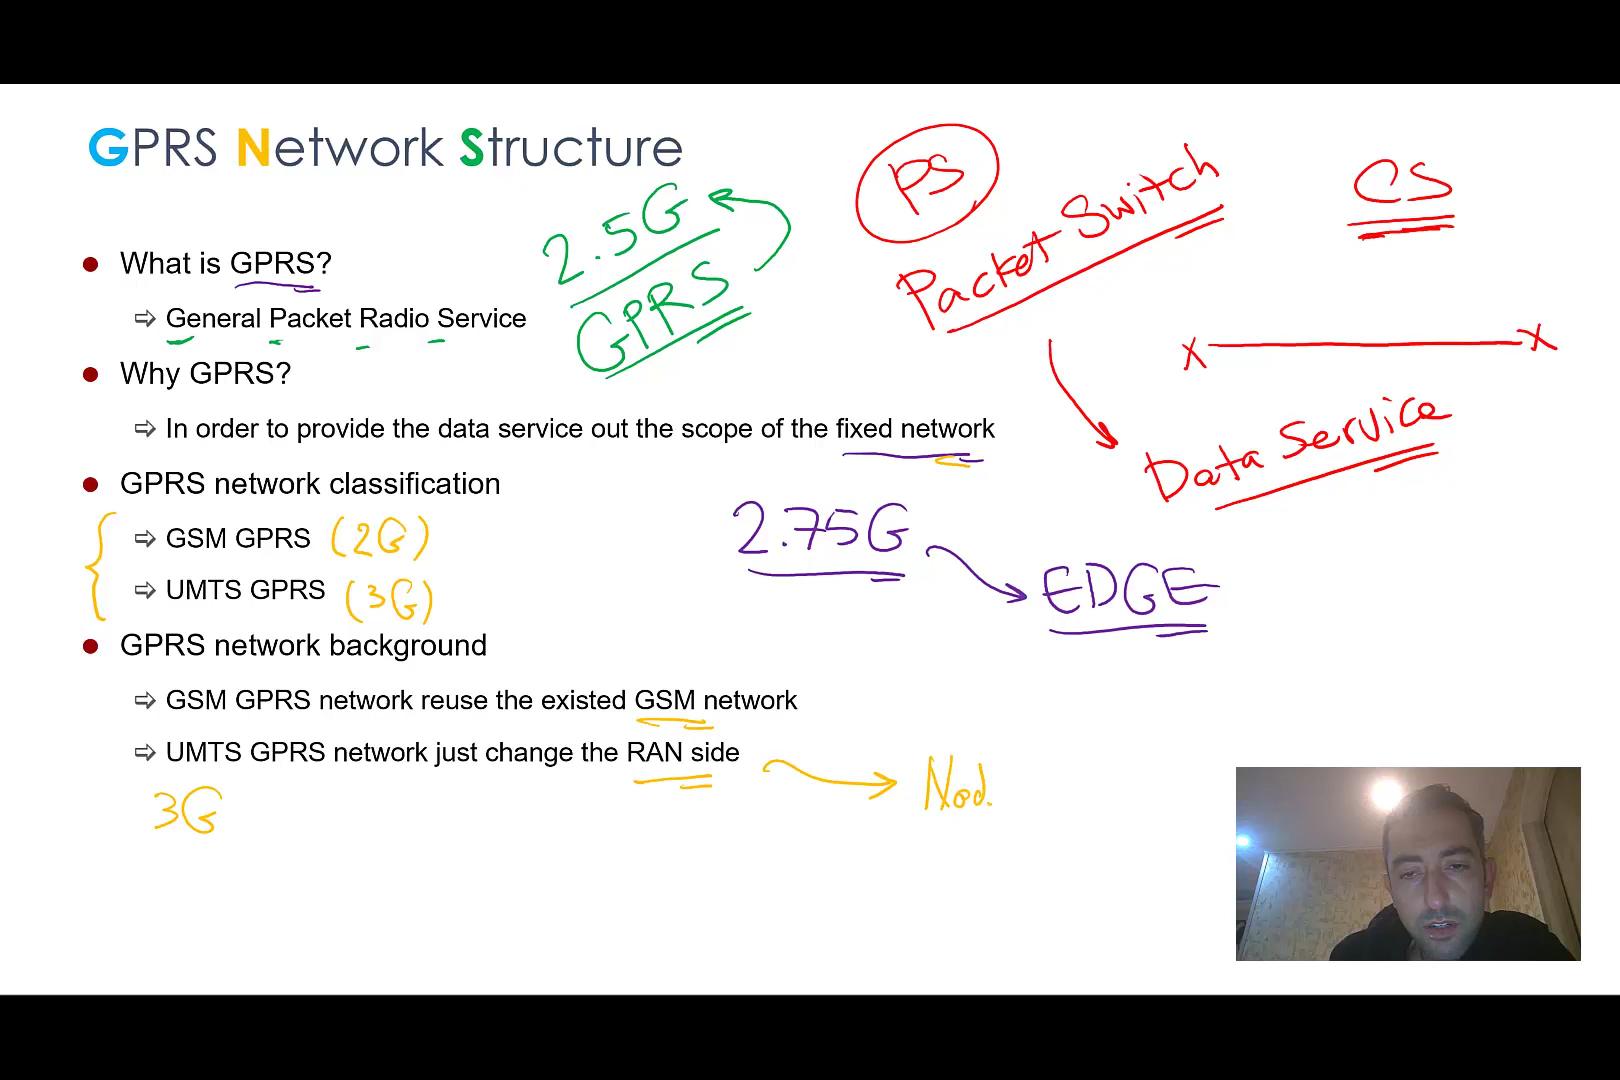 GPRS Network Structure
PS
Packet Switch
CS
2.5G
GPRS
What is GPRS?
General Packet Radio Service
Why GPRS?
X X
In order to provide the data service out the scope of the fixed network
Data Service
GPRS network classification
GSM GPRS (2G)
2.75G
EDGE
UMTS GPRS (3G)
GPRS network background
GSM GPRS network reuse the existed GSM network
UMTS GPRS network just change the RAN side
Nod.
3G